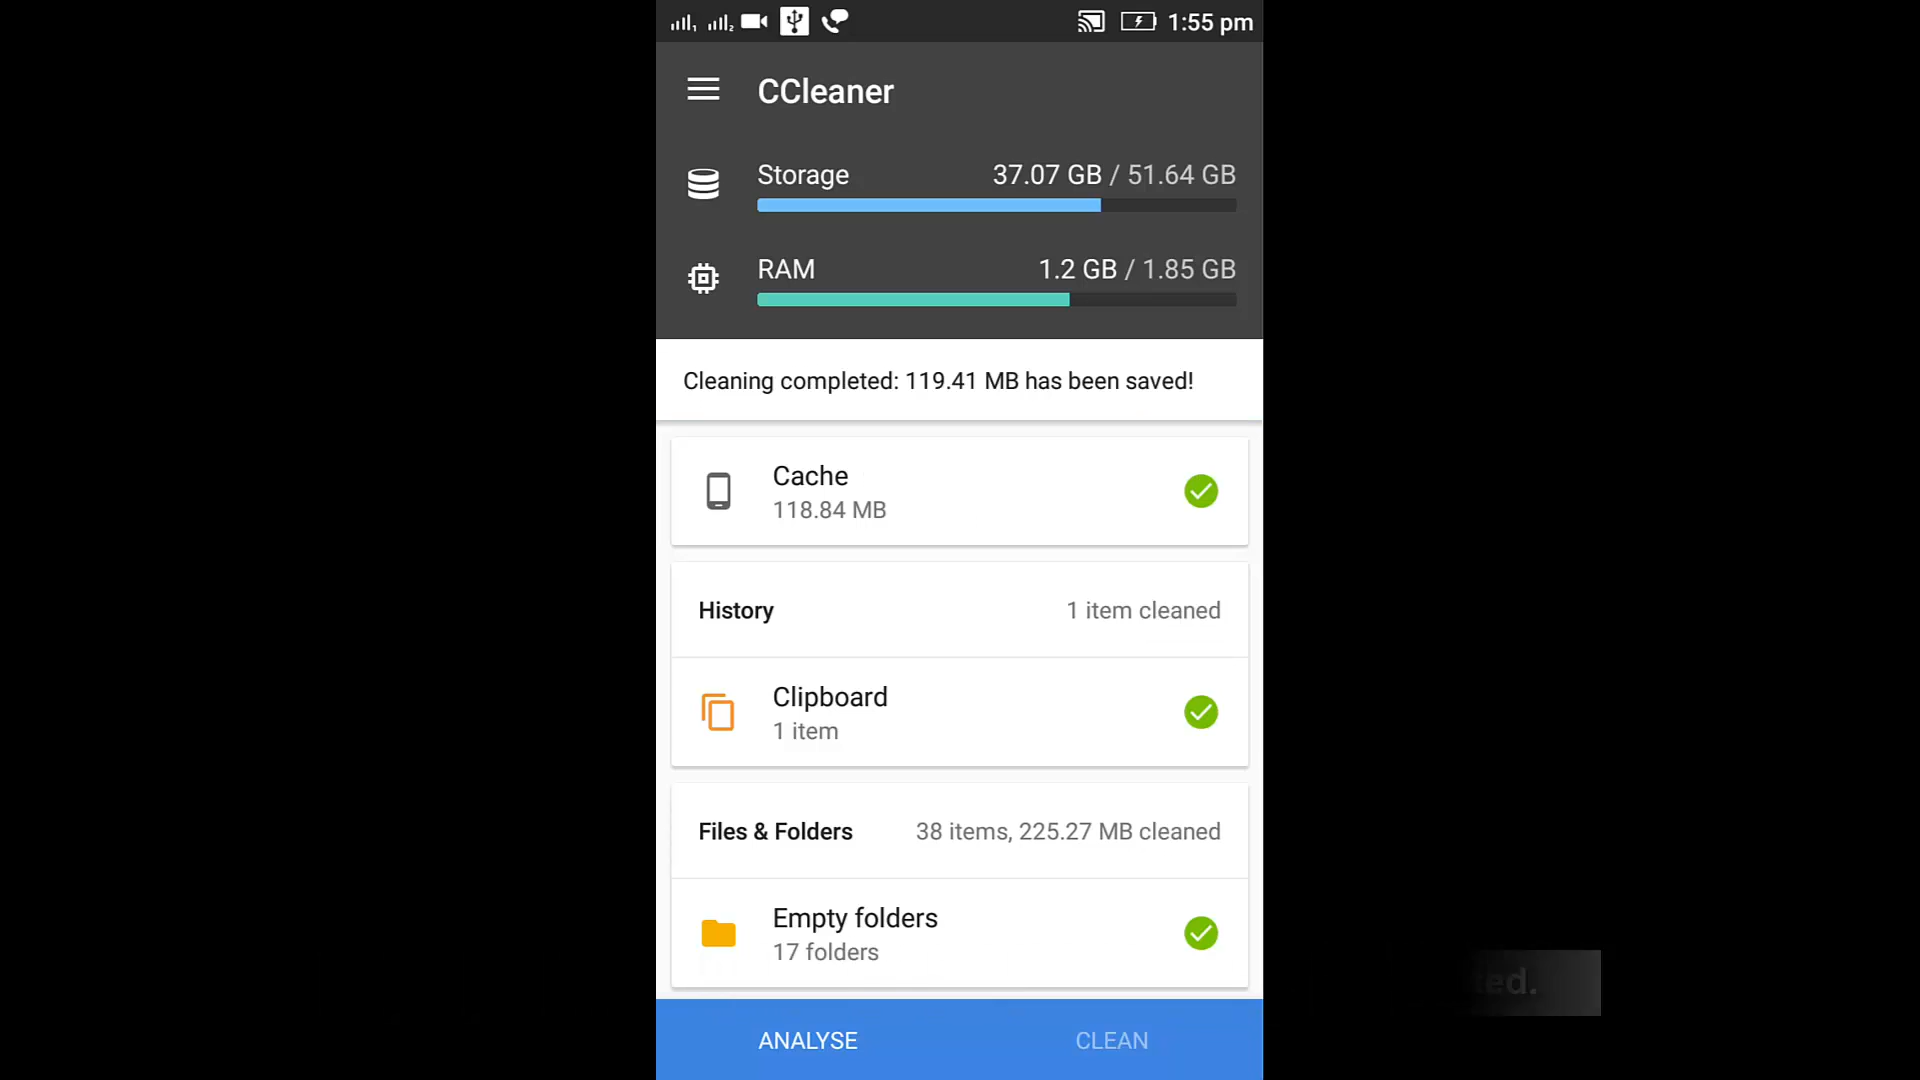 1:55 pm
CCleaner
Storage 37.07 GB / 51.64 GB
RAM 1.2 GB / 1.85 GB
Cleaning completed: 119.41 MB has been saved!
Cache
118.84 MB
History 1 item cleaned
Clipboard
1 item
Files & Folders 38 items, 225.27 MB cleaned
Empty folders
17 folders
ANALYSE CLEAN